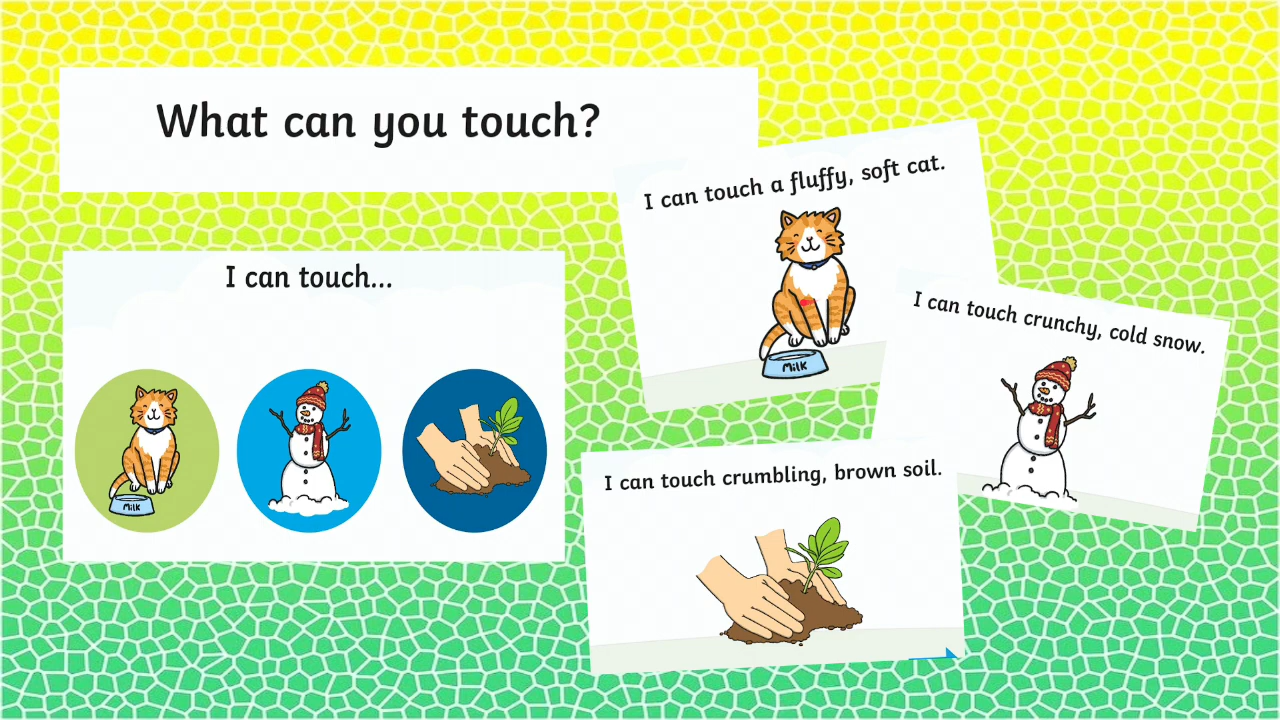 What can you touch?
I can touch...
Milk
I can touch a fluffy, soft cat.
Milk
I can touch crunchy, cold snow.
I can touch crumbling, brown soil.